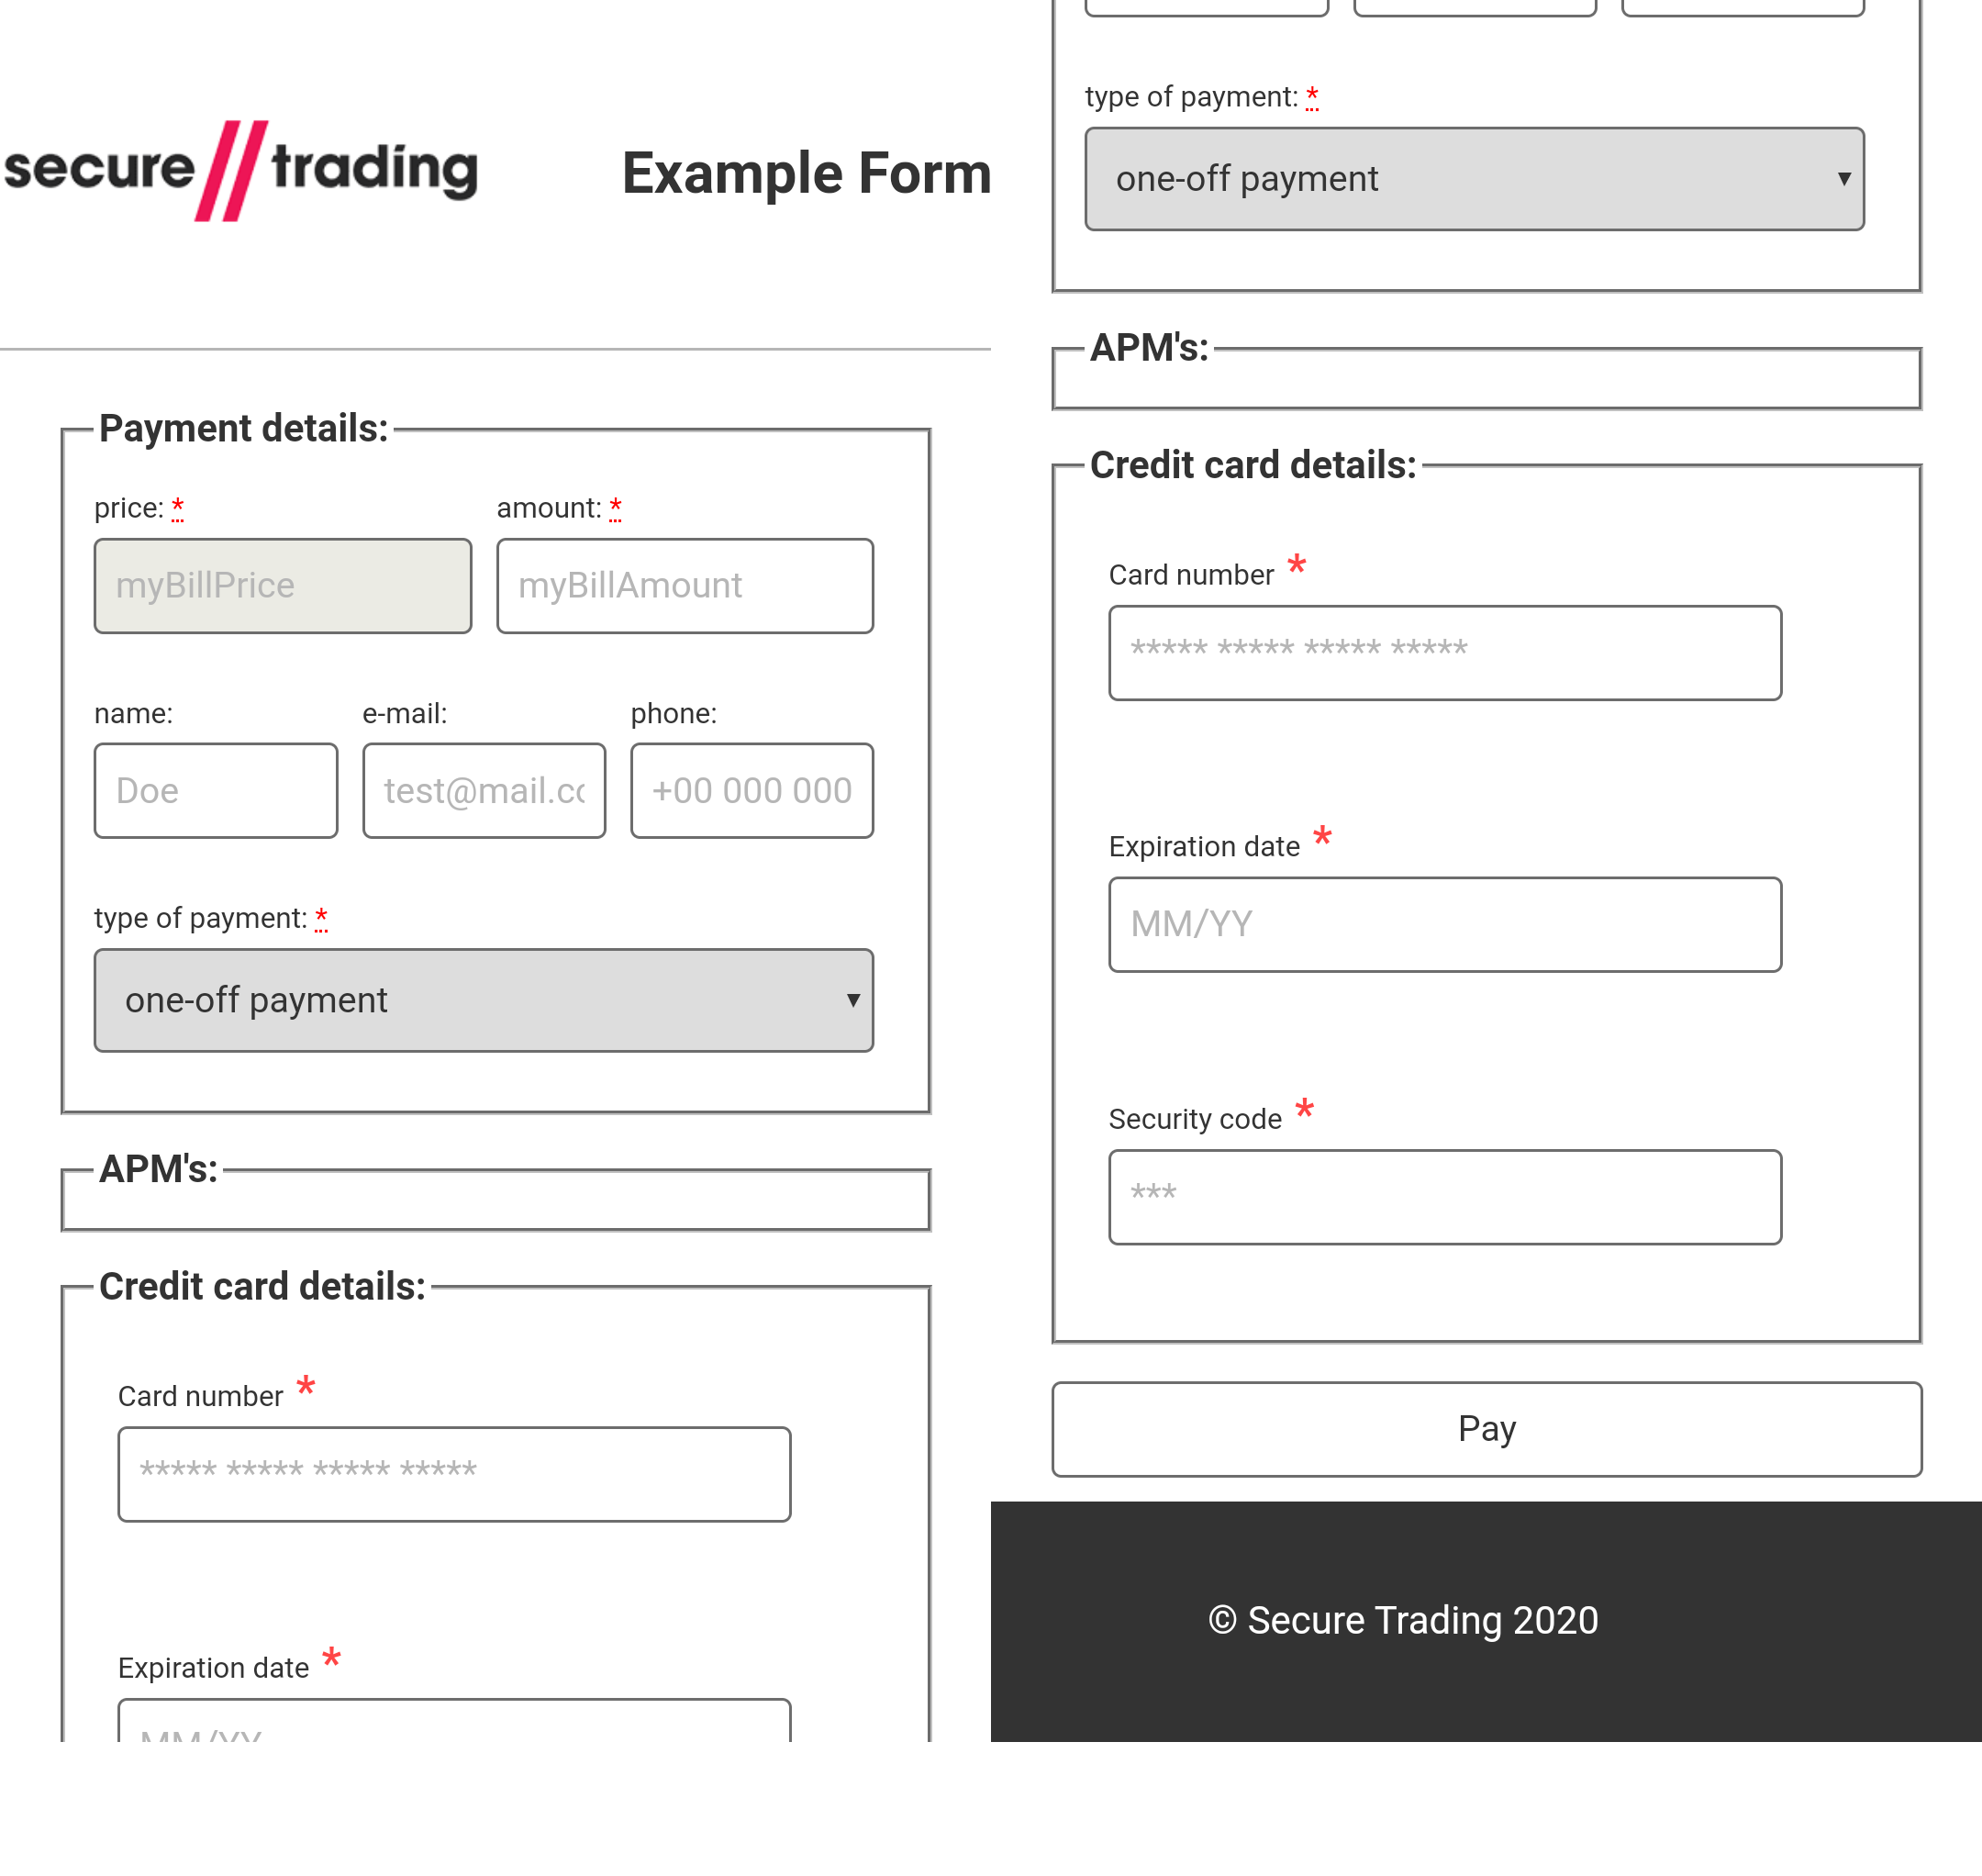 secure//trading
Example Form
Payment details:
price: *
amount: *
myBillPrice
myBillAmount
name:
e-mail:
phone:
Doe
test@mail.cc
+00 000 000
type of payment: *
one-off payment
APM's:
Credit card details:
Card number *
***** ***** ***** *****
Expiration date *
MM/YY
type of payment: *
one-off payment
APM's:
Credit card details:
Card number *
***** ***** ***** *****
Expiration date *
MM/YY
Security code *
***
Pay
© Secure Trading 2020